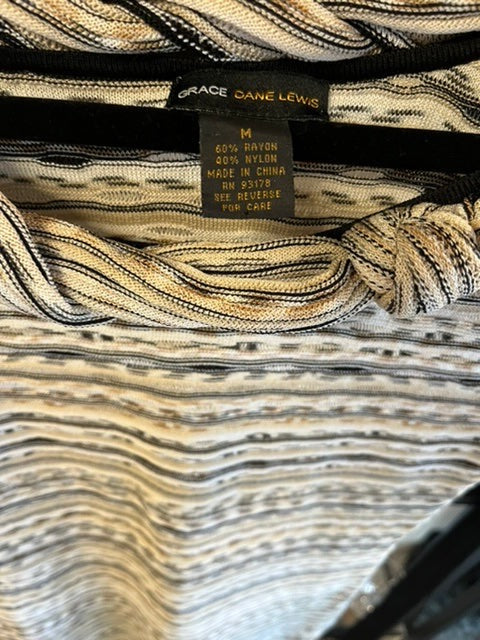 GRACE DANE LEWIS
M
60% RAYON
40% NYLON
MADE IN CHINA
RN 93178
SEE REVERSE
FOR CARE